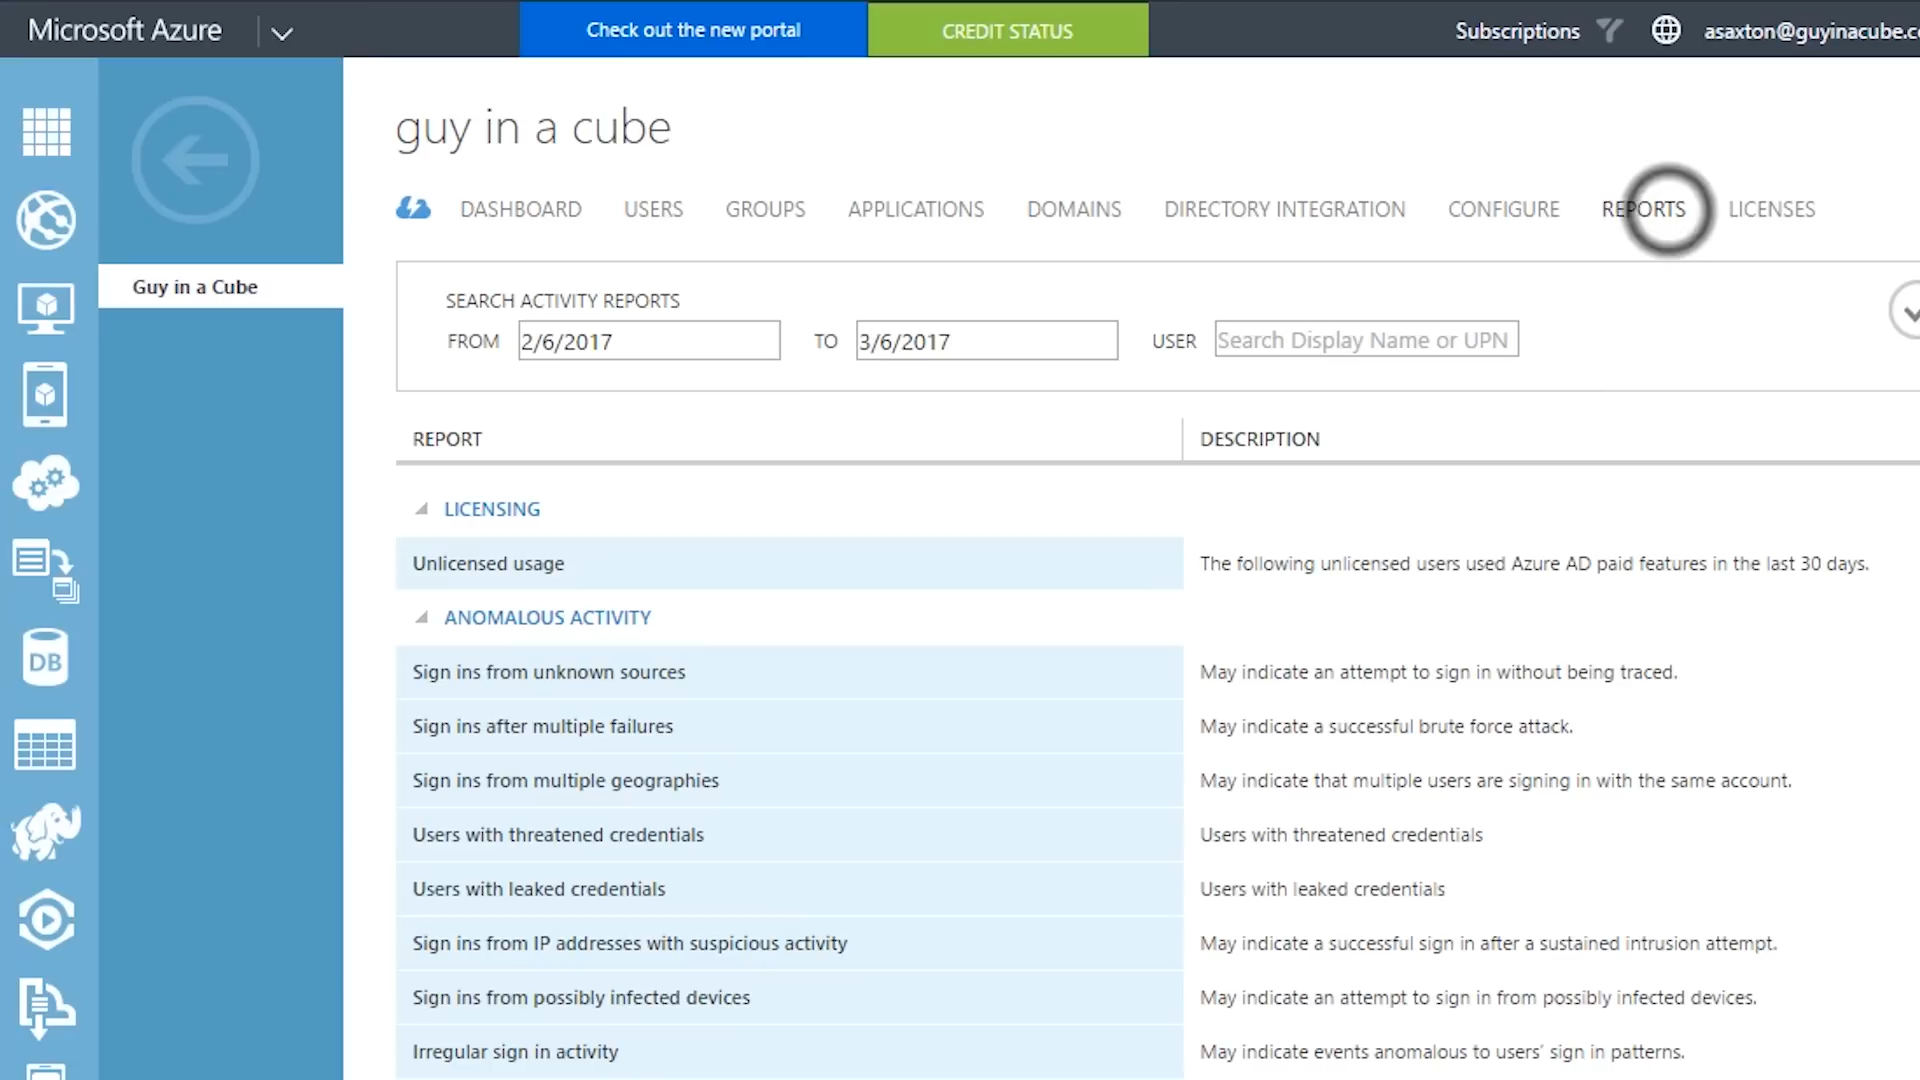 Microsoft Azure
Check out the new portal
CREDIT STATUS
Subscriptions
asaxton@guyinacube.c
guy in a cube
DASHBOARD
USERS
GROUPS
APPLICATIONS
DOMAINS
DIRECTORY INTEGRATION
CONFIGURE
REPORTS
LICENSES
Guy in a Cube
SEARCH ACTIVITY REPORTS
FROM 2/6/2017 TO 3/6/2017 USER Search Display Name or UPN
REPORT
DESCRIPTION
LICENSING
Unlicensed usage
The following unlicensed users used Azure AD paid features in the last 30 days.
ANOMALOUS ACTIVITY
Sign ins from unknown sources
May indicate an attempt to sign in without being traced.
Sign ins after multiple failures
May indicate a successful brute force attack.
Sign ins from multiple geographies
May indicate that multiple users are signing in with the same account.
Users with threatened credentials
Users with threatened credentials
Users with leaked credentials
Users with leaked credentials
Sign ins from IP addresses with suspicious activity
May indicate a successful sign in after a sustained intrusion attempt.
Sign ins from possibly infected devices
May indicate an attempt to sign in from possibly infected devices.
Irregular sign in activity
May indicate events anomalous to users' sign in patterns.
DB